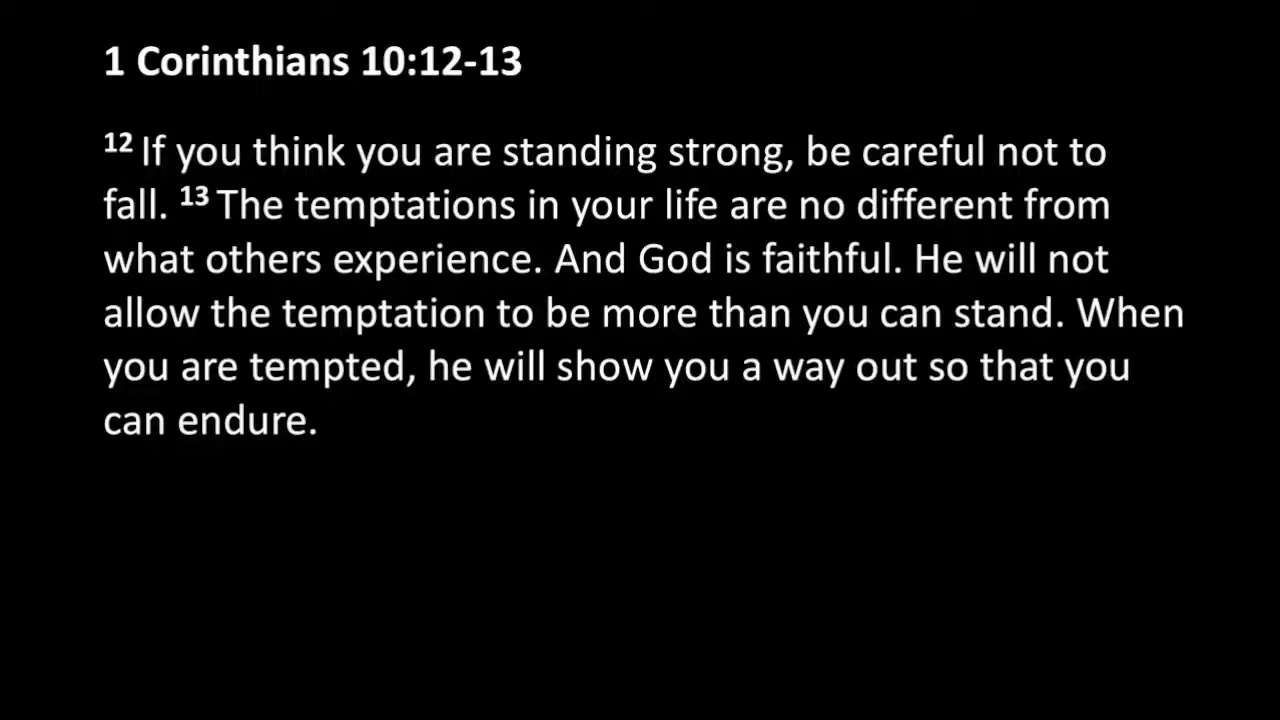 1 Corinthians 10:12-13
12 If you think you are standing strong, be careful not to
fall. 13 The temptations in your life are no different from
what others experience. And God is faithful. He will not
allow the temptation to be more than you can stand. When
you are tempted, he will show you a way out so that you
can endure.